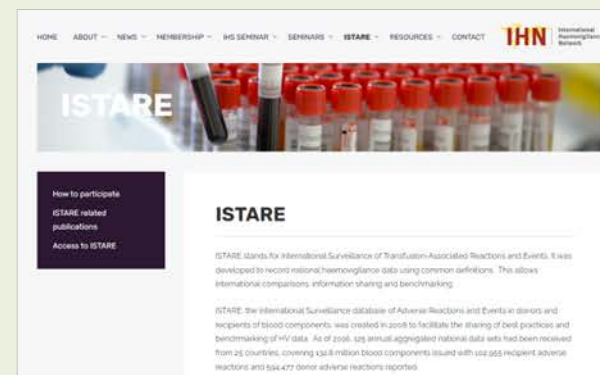 HOME ABOUT NEWS MEMBERSHIP IHS SEMINAR SEMINARS ISTARE RESOURCES CONTACT IHN International
Haemovigilance
Network
ISTARE
How to participate
ISTARE related
publications
Access to ISTARE
ISTARE
ISTARE stands for International Surveillance of Transfusion-Associated Reactions and Events. It was
developed to record national haemovigilance data using common definitions. This allows
international comparisons, information sharing and benchmarking.
ISTARE, the International Surveillance database of Adverse Reactions and Events in donors and
recipients of blood components, was created in 2008 to facilitate the sharing of best practices and
benchmarking of HV data. As of 2016, 125 annual aggregated national data sets had been received
from 25 countries, covering 132.8 million blood components issued with recipient adverse
reactions and donor adverse reactions reported.